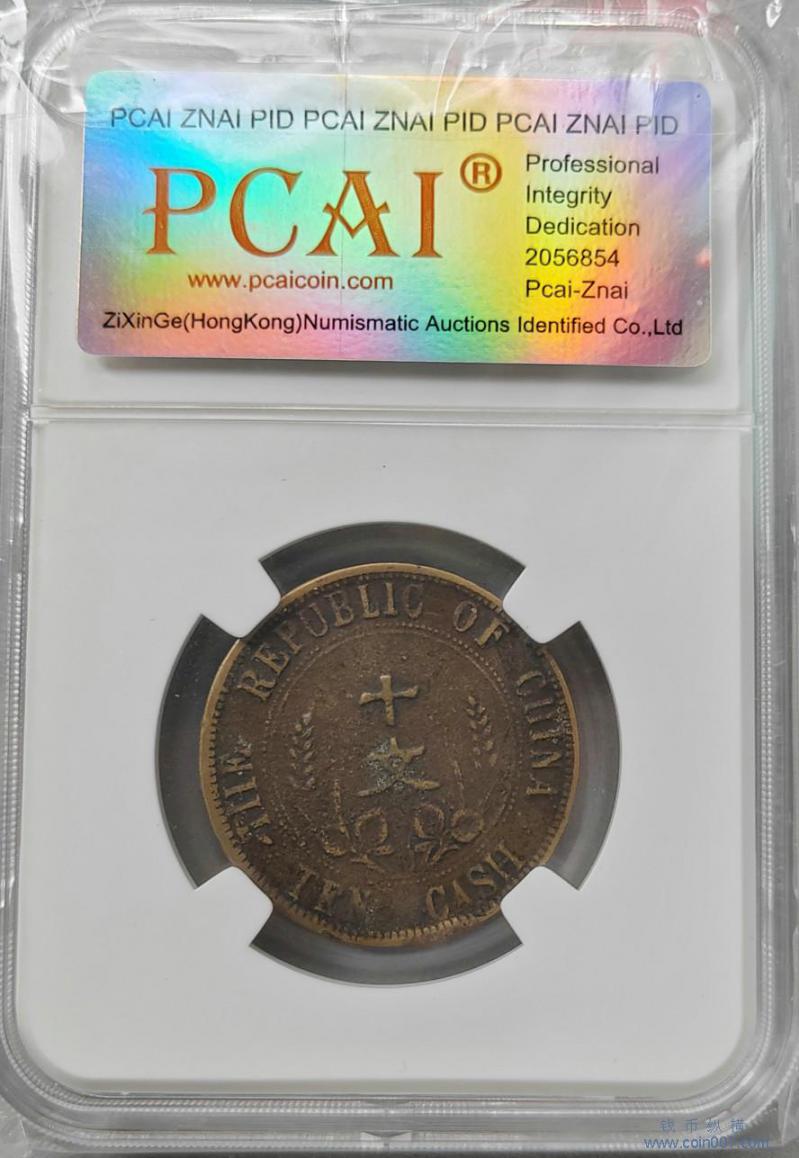 PCAI ZNAI PID PCAI ZNAI PID PCAI ZNAI PID
PCAI®
www.pcaicoin.com
Professional
Integrity
Dedication
2056854
Pcai-Znai
ZiXinGe(HongKong)Numismatic Auctions Identified Co.,Ltd
THE REPUBLIC OF CHINA
十
文
TEN CASH
钱币纵横
www.coin001.com